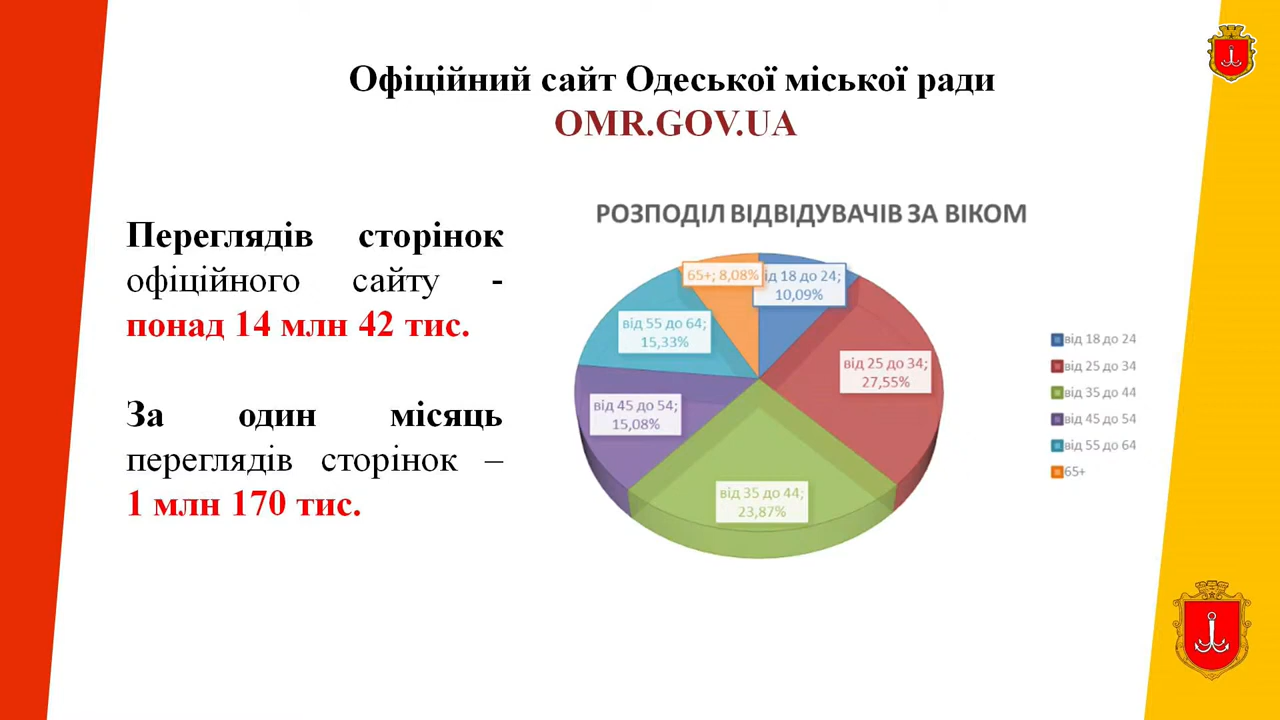 Офіційний сайт Одеської міської ради
OMR.GOV.UA
Переглядів сторінок
офіційного сайту -
понад 14 млн 42 тис.
За один місяць
переглядів сторінок –
1 млн 170 тис.
РОЗПОДІЛ ВІДВІДУВАЧІВ ЗА ВІКОМ
65+; 8,08%
ід 18 до 24;
10,09%
від 55 до 64;
15,33%
від 25 до 34;
27,55%
від 45 до 54;
15,08%
від 35 до 44;
23,87%
від 18 до 24
від 25 до 34
від 35 до 44
від 45 до 54
від 55 до 64
65+